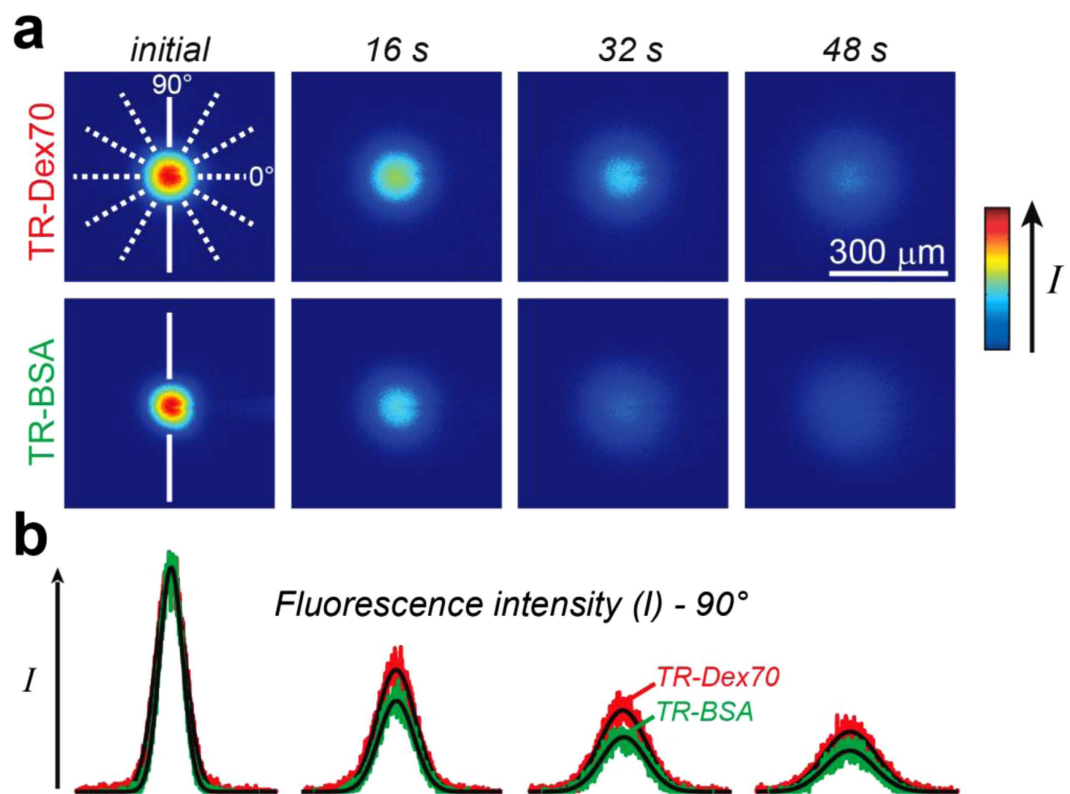 a
initial
16 s
32 s
48 s
TR-Dex70
90°
0°
300 μm
I
TR-BSA
b
Fluorescence intensity (I) - 90°
I
TR-Dex70
TR-BSA